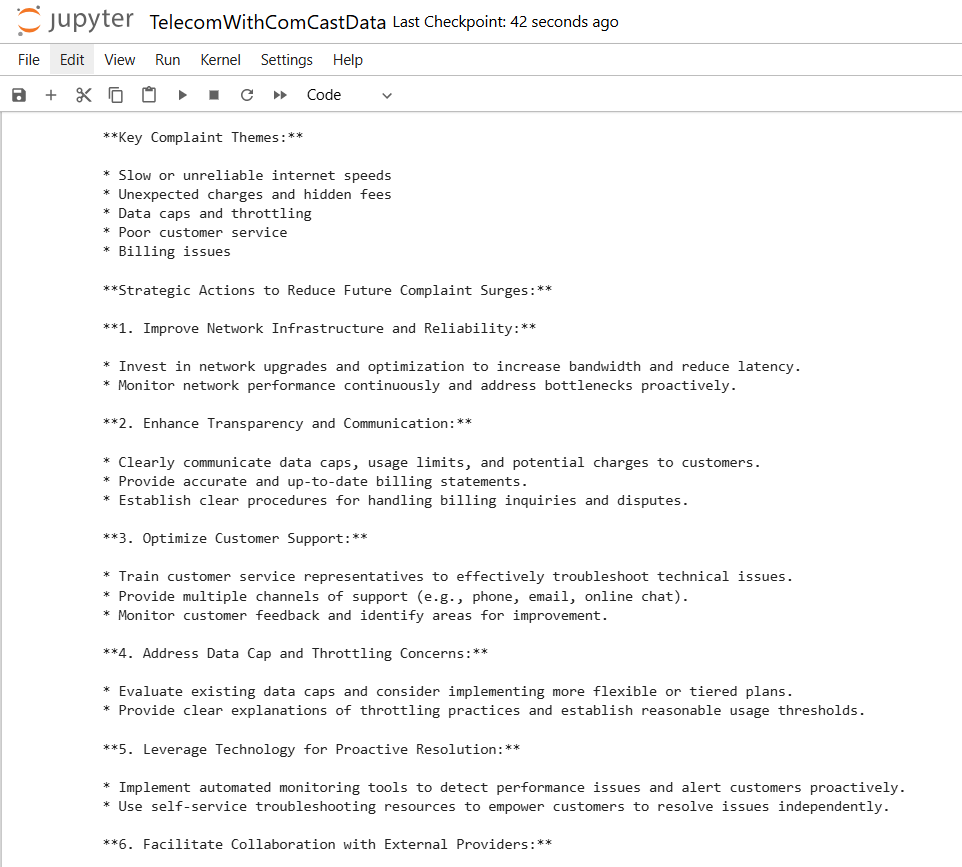 jupyter TelecomWithComCastData Last Checkpoint: 42 seconds ago
File Edit View Run Kernel Settings Help
Code
**Key Complaint Themes:**
* Slow or unreliable internet speeds
* Unexpected charges and hidden fees
* Data caps and throttling
* Poor customer service
* Billing issues
**Strategic Actions to Reduce Future Complaint Surges:**
**1. Improve Network Infrastructure and Reliability:**
* Invest in network upgrades and optimization to increase bandwidth and reduce latency.
* Monitor network performance continuously and address bottlenecks proactively.
**2. Enhance Transparency and Communication:**
* Clearly communicate data caps, usage limits, and potential charges to customers.
* Provide accurate and up-to-date billing statements.
* Establish clear procedures for handling billing inquiries and disputes.
**3. Optimize Customer Support:**
* Train customer service representatives to effectively troubleshoot technical issues.
* Provide multiple channels of support (e.g., phone, email, online chat).
* Monitor customer feedback and identify areas for improvement.
**4. Address Data Cap and Throttling Concerns:**
* Evaluate existing data caps and consider implementing more flexible or tiered plans.
* Provide clear explanations of throttling practices and establish reasonable usage thresholds.
**5. Leverage Technology for Proactive Resolution:**
* Implement automated monitoring tools to detect performance issues and alert customers proactively.
* Use self-service troubleshooting resources to empower customers to resolve issues independently.
**6. Facilitate Collaboration with External Providers:**